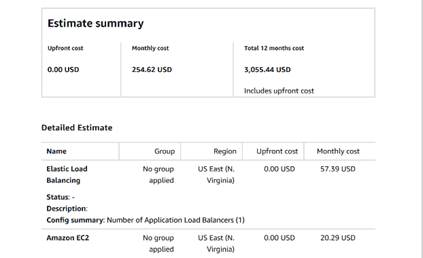 Estimate summary
Upfront cost Monthly cost Total 12 months cost
0.00 USD 254.62 USD 3,055.44 USD
Includes upfront cost
Detailed Estimate
Name Group Region Upfront cost Monthly cost
Elastic Load No group US East (N. 0.00 USD 57.39 USD
Balancing applied Virginia)
Status: -
Description:
Config summary: Number of Application Load Balancers (1)
Amazon EC2 No group US East (N. 0.00 USD 20.29 USD
applied Virginia)